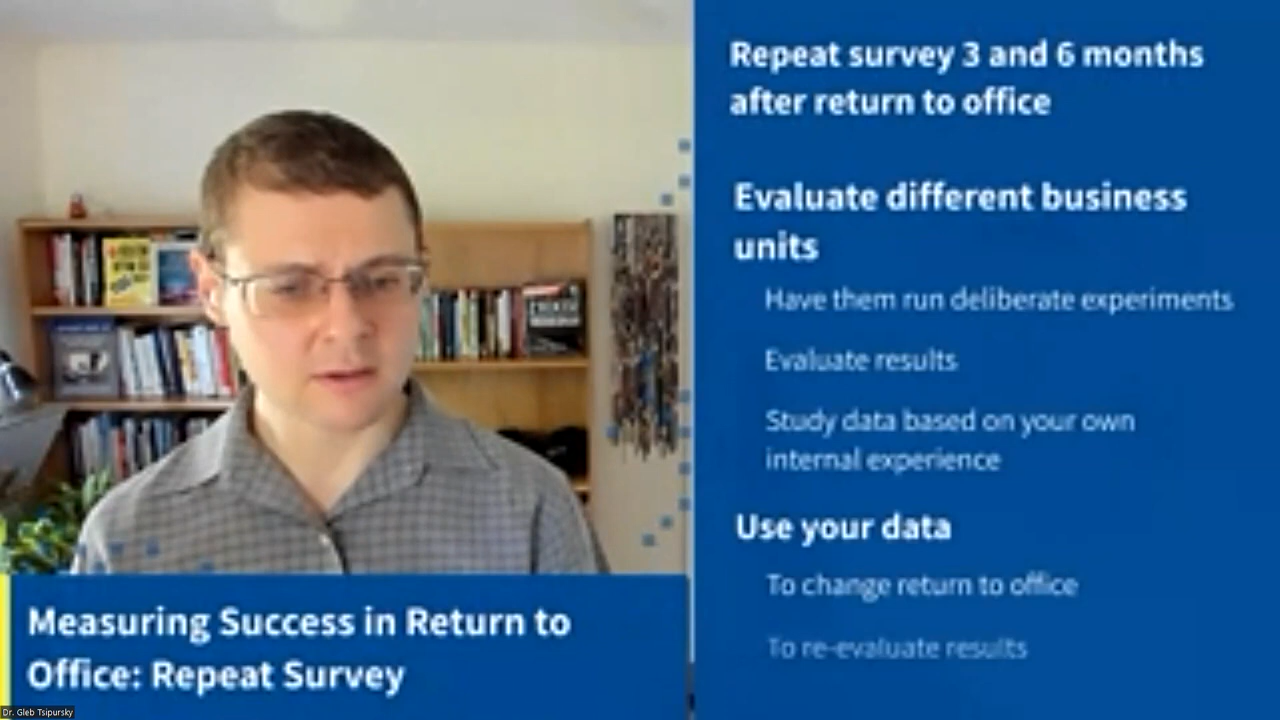 Repeat survey 3 and 6 months
after return to office
Evaluate different business
units
Have them run deliberate experiments
Evaluate results
Study data based on your own
internal experience
Use your data
To change return to office
To re-evaluate results
Measuring Success in Return to
Office: Repeat Survey
Dr. Gleb Tsipursky